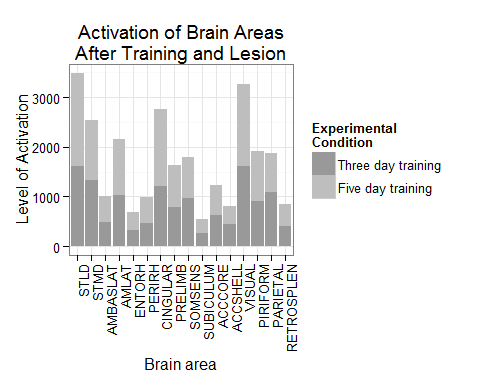 Activation of Brain Areas
After Training and Lesion
Level of Activation
3000
2000
1000
0
STLD
STMD
AMBASLAT
AMLAT
ENTORH
PERIRH
CINGULAR
PRELIMB
SOMSENS
SUBICULUM
ACCCORE
ACCSHELL
VISUAL
PIRIFORM
PARIETAL
RETROSPLEN
Brain area
Experimental
Condition
Three day training
Five day training